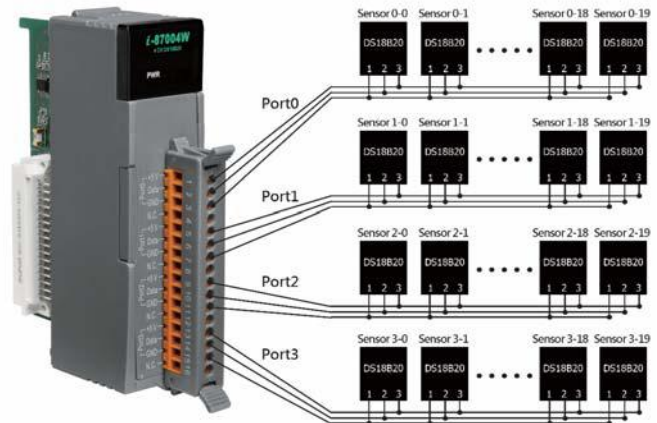 i-87004W
PWR
Port0
Sensor 0-0 Sensor 0-1 Sensor 0-18 Sensor 0-19
DS18B20 DS18B20 DS18B20 DS18B20
1 2 3 1 2 3 1 2 3 1 2 3
Port1
Sensor 1-0 Sensor 1-1 Sensor 1-18 Sensor 1-19
DS18B20 DS18B20 DS18B20 DS18B20
1 2 3 1 2 3 1 2 3 1 2 3
Port2
Sensor 2-0 Sensor 2-1 Sensor 2-18 Sensor 2-19
DS18B20 DS18B20 DS18B20 DS18B20
1 2 3 1 2 3 1 2 3 1 2 3
Port3
Sensor 3-0 Sensor 3-1 Sensor 3-18 Sensor 3-19
DS18B20 DS18B20 DS18B20 DS18B20
1 2 3 1 2 3 1 2 3 1 2 3